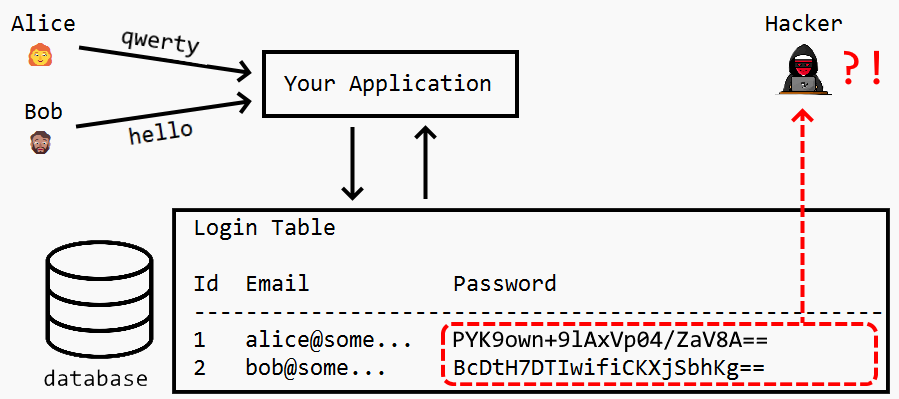 Alice
qwerty
Bob
hello
Your Application
Hacker
?!
Login Table
Id Email Password
--------------------------------------------------------
1 alice@some... PYK9own+9lAxVp04/ZaV8A==
2 bob@some... BcDtH7DTIwifiCKXjSbhKg==
database